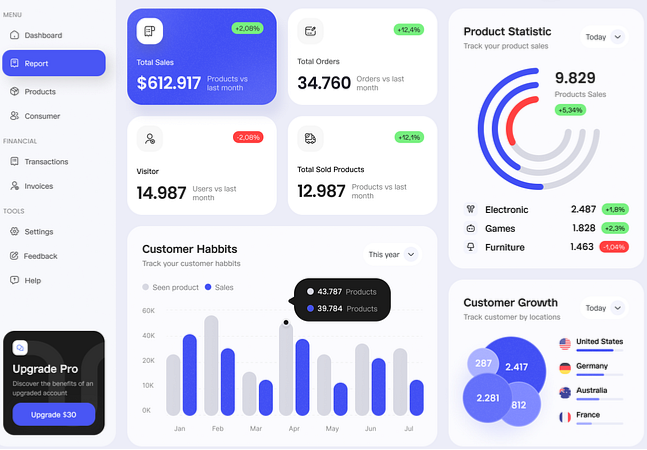 MENU
Dashboard
Report
Products
Consumer
FINANCIAL
Transactions
Invoices
TOOLS
Settings
Feedback
Help
Upgrade Pro
Discover the benefits of an
upgraded account
Upgrade $30
+2,08%
Total Sales
$612.917 Products vs
last month
+12,4%
Total Orders
34.760 Orders vs last
month
-2,08%
Visitor
14.987 Users vs last
month
+12,1%
Total Sold Products
12.987 Products vs last
month
Customer Habbits
Track your customer habbits
This year
Seen product Sales
43.787 Products
39.784 Products
60K
40K
20K
10K
0K
Jan Feb Mar Apr May Jun Jul
Product Statistic
Track your product sales
Today
9.829
Products Sales
+5,34%
Electronic 2.487 +1,8%
Games 1.828 +2,3%
Furniture 1.463 -1,04%
Customer Growth
Track customer by locations
Today
287
2.417
2.281
812
United States
Germany
Australia
France